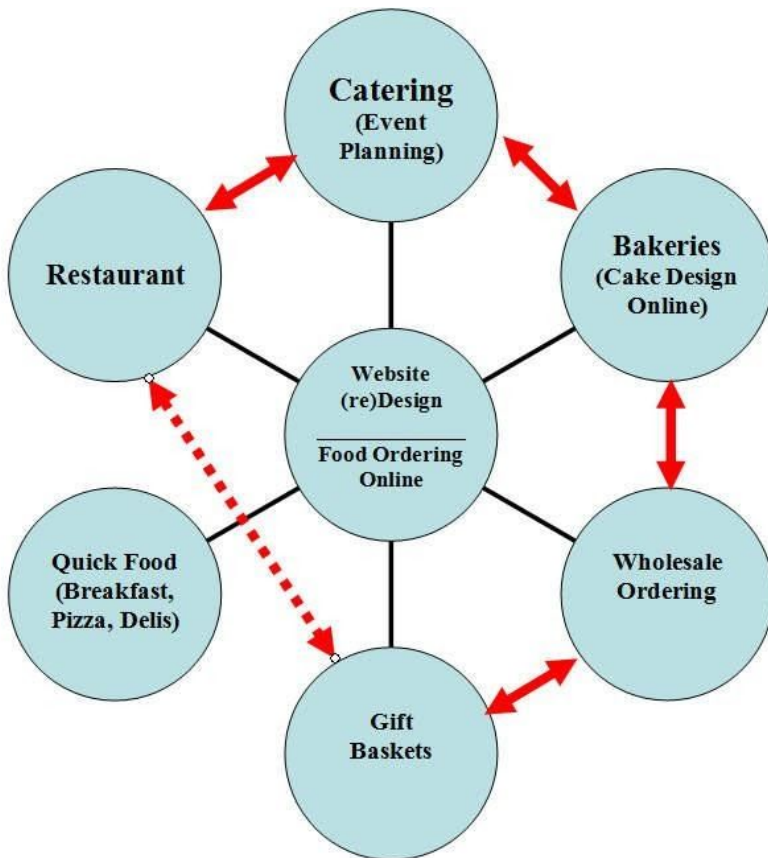 Catering
(Event
Planning)
Restaurant
Bakeries
(Cake Design
Online)
Website
(re)Design
Food Ordering
Online
Quick Food
(Breakfast,
Pizza, Delis)
Wholesale
Ordering
Gift
Baskets